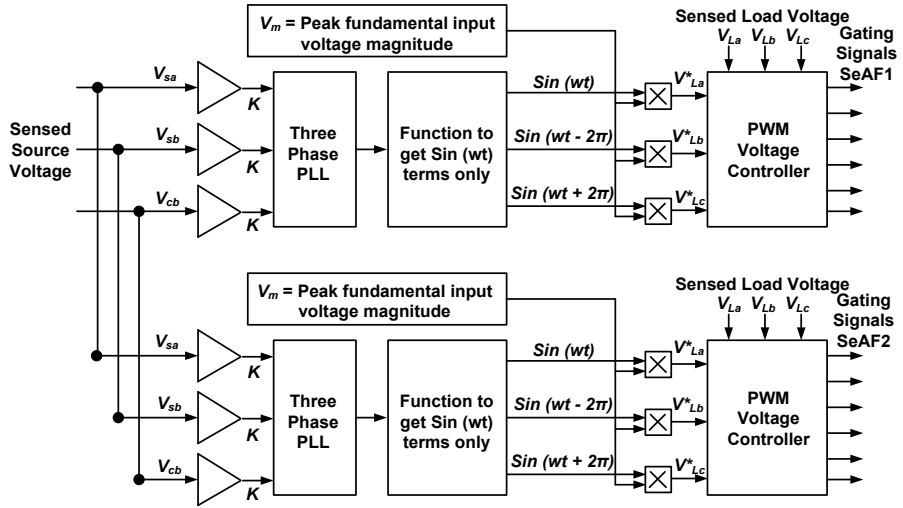 Vm = Peak fundamental input
voltage magnitude
Sensed Load Voltage
VLa VLb VLc
Gating
Signals
SeAF1
Vsa
K
Sin (wt)
V*La
Sensed
Source
Voltage
Vsb
K
Three
Phase
PLL
Function to
get Sin (wt)
terms only
Sin (wt - 2π)
V*Lb
PWM
Voltage
Controller
Vcb
K
Sin (wt + 2π)
V*Lc
Vm = Peak fundamental input
voltage magnitude
Sensed Load Voltage
VLa VLb VLc
Gating
Signals
SeAF2
Vsa
K
Sin (wt)
V*La
Vsb
K
Three
Phase
PLL
Function to
get Sin (wt)
terms only
Sin (wt - 2π)
V*Lb
PWM
Voltage
Controller
Vcb
K
Sin (wt + 2π)
V*Lc